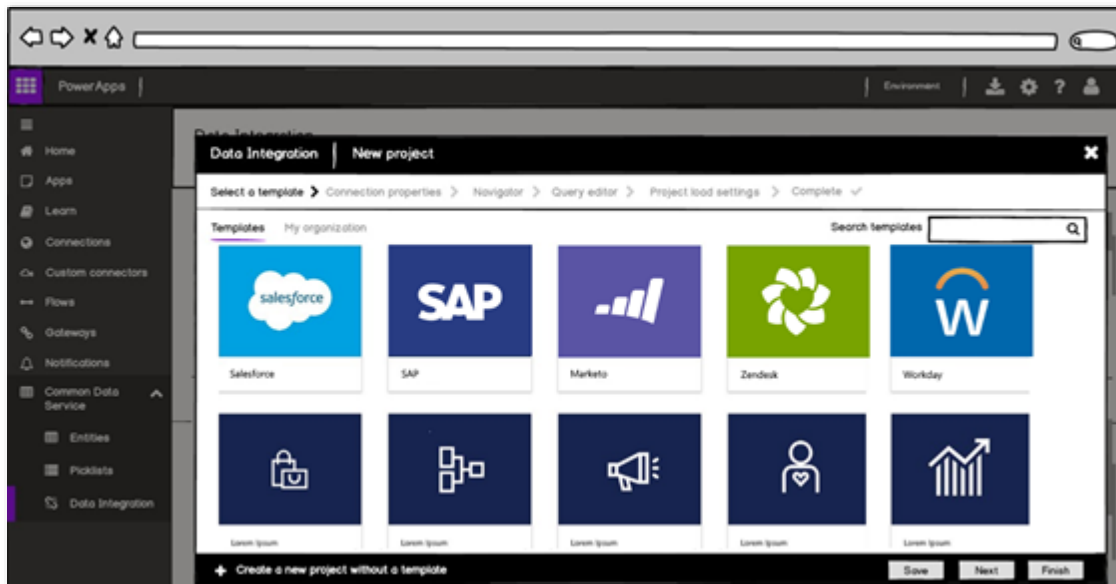 PowerApps
Environment
?
Home
Apps
Learn
Connections
Custom connectors
Flows
Gateways
Notifications
Common Data
Service
Entities
Picklists
Data Integration
Data Integration
Data Integration | New project
Select a template > Connection properties > Navigator > Query editor > Project load settings > Complete ✓
Templates My organization
Search templates
salesforce
SAP
W
Salesforce
SAP
Marketo
Zendesk
Workday
Lorem Ipsum
Lorem Ipsum
Lorem Ipsum
Lorem Ipsum
Lorem Ipsum
+ Create a new project without a template
Save
Next
Finish